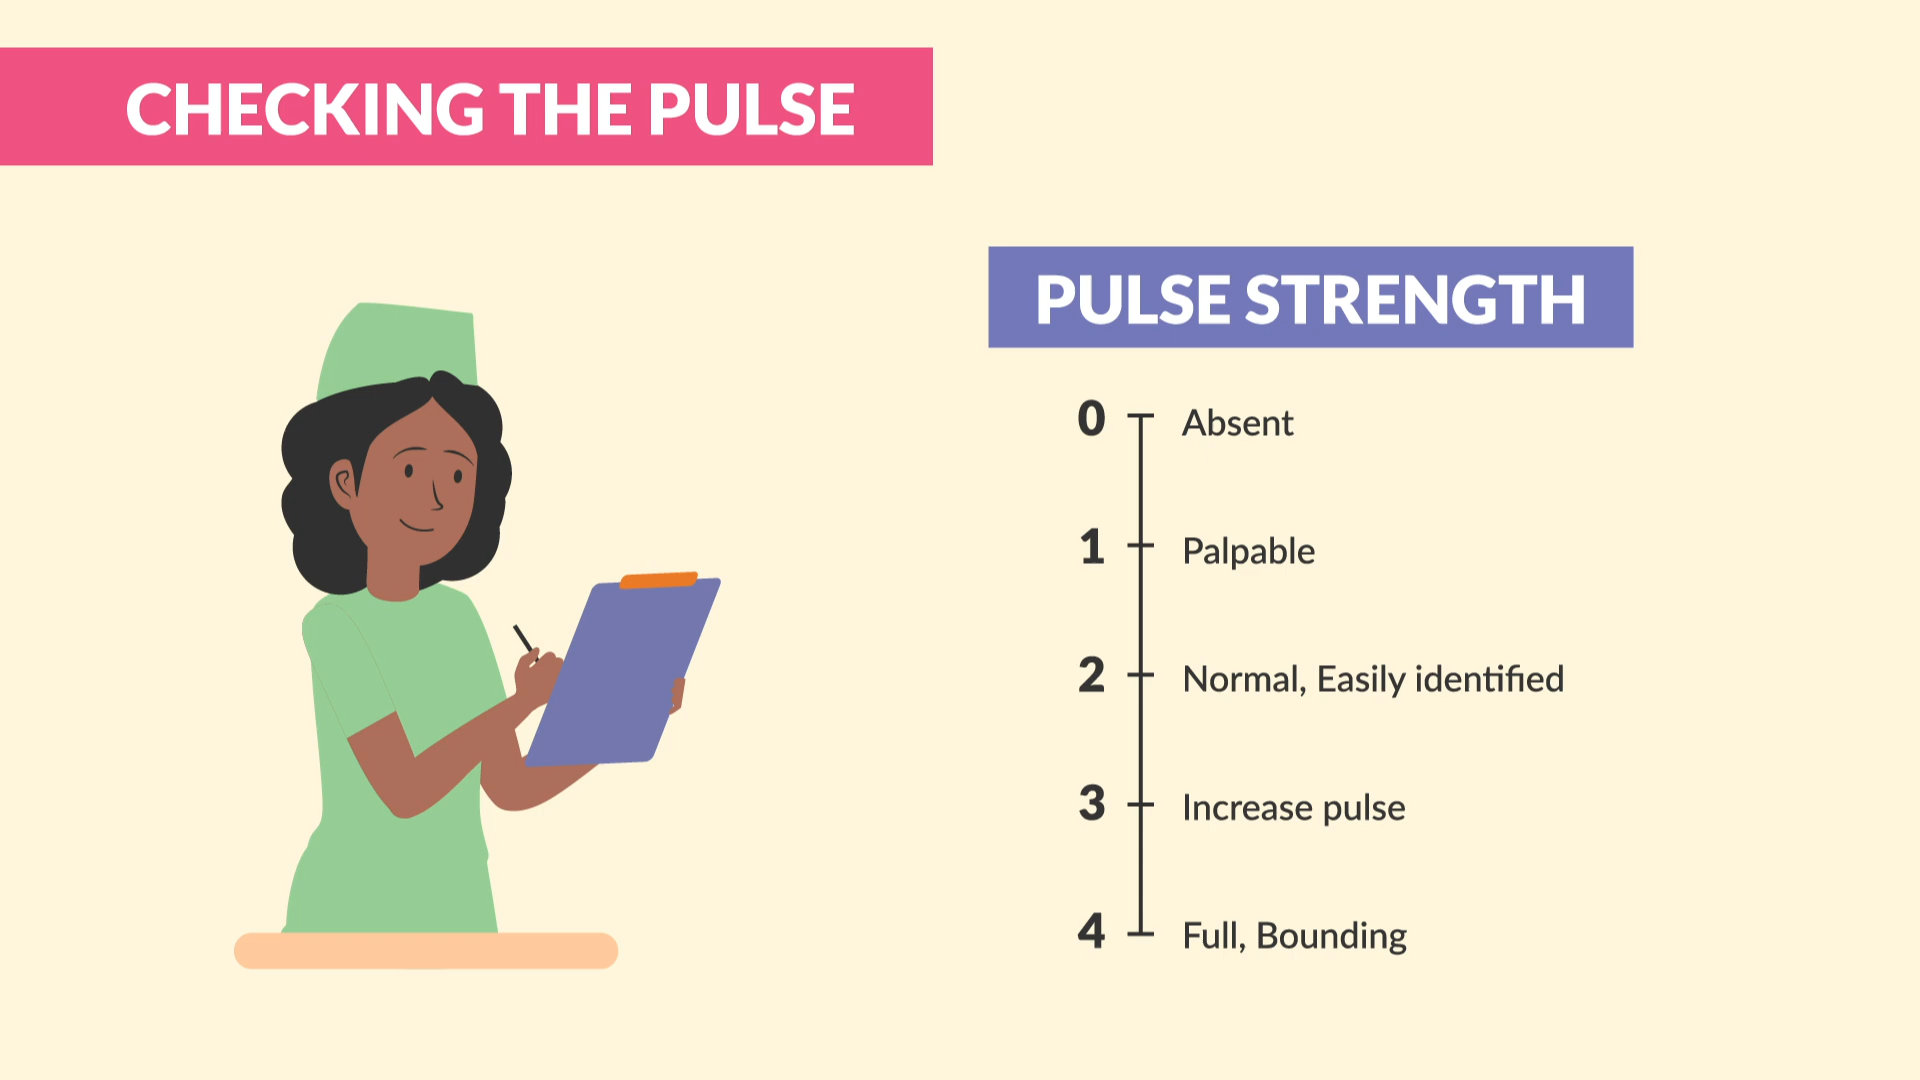 CHECKING THE PULSE
PULSE STRENGTH
0 Absent
1 Palpable
2 Normal, Easily identified
3 Increase pulse
4 Full, Bounding